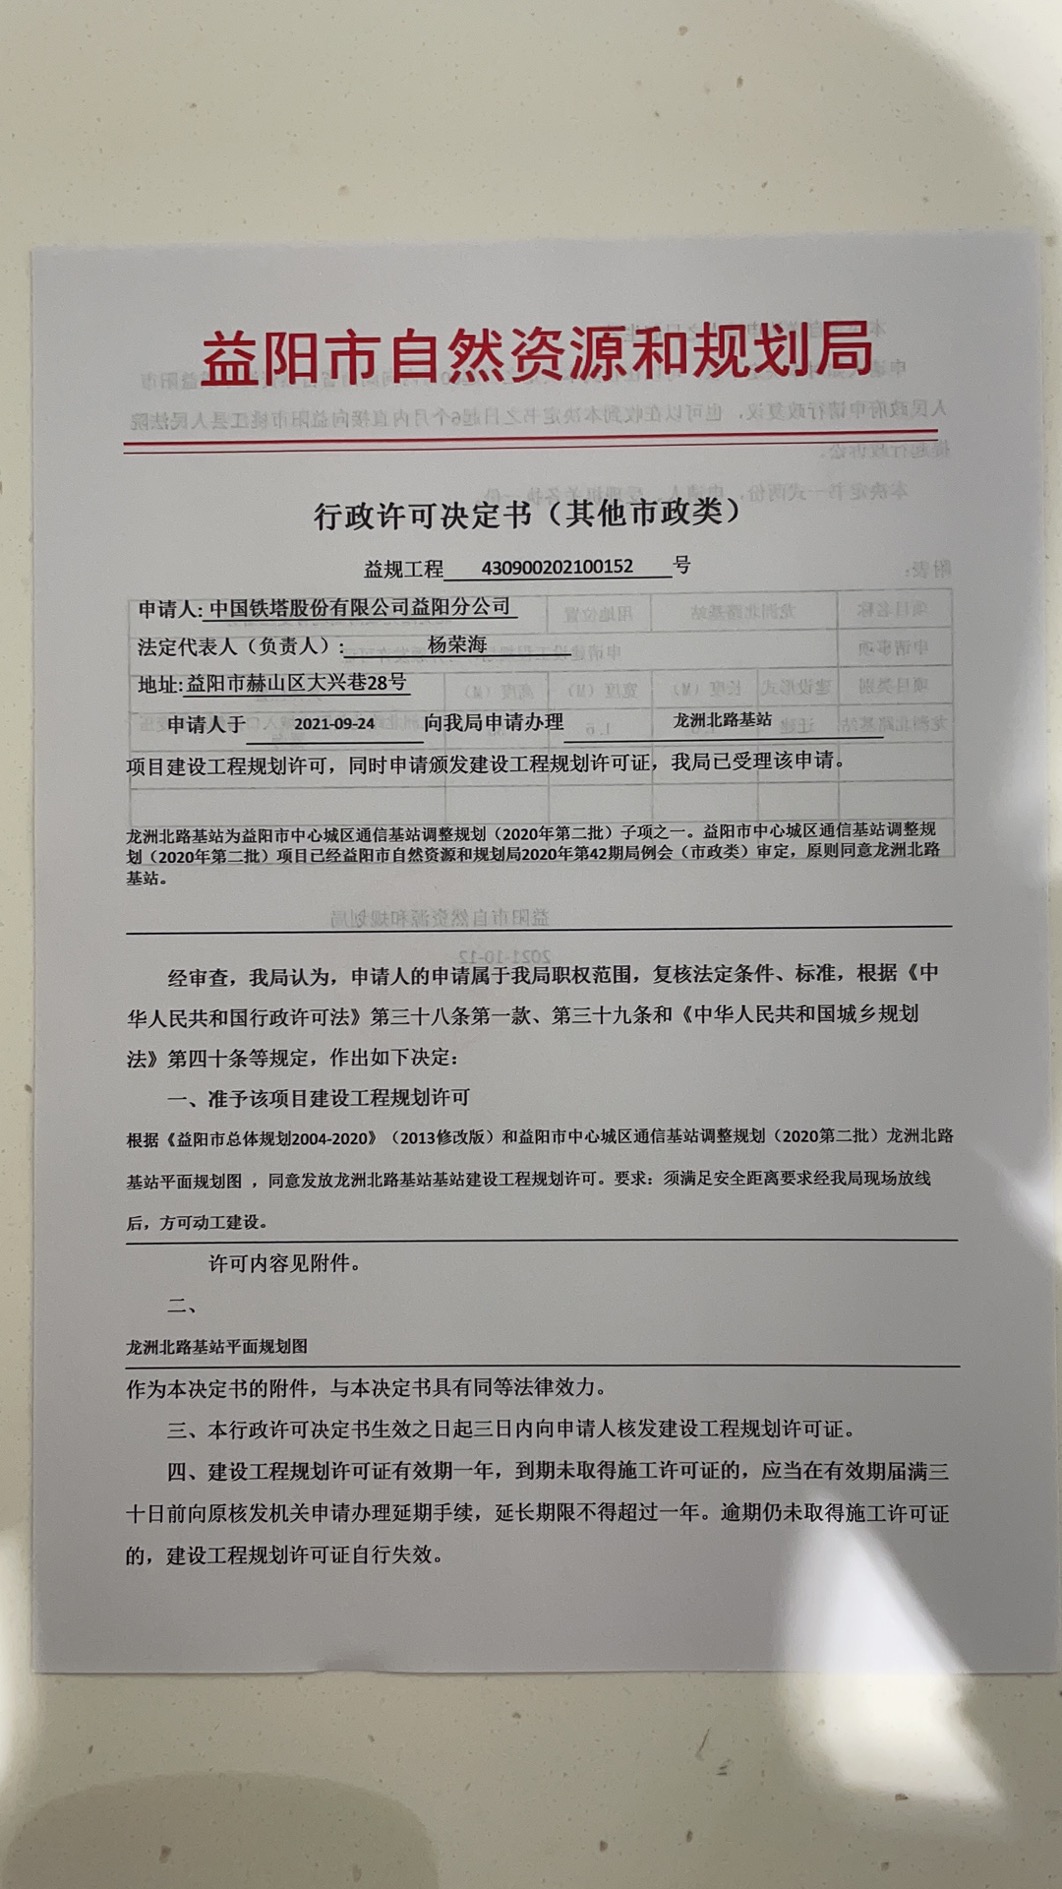 益阳市自然资源和规划局
行政许可决定书（其他市政类）
益规工程 430900202100152 号
申请人: 中国铁塔股份有限公司益阳分公司
法定代表人（负责人）: 杨荣海
地址: 益阳市赫山区大兴巷28号
申请人于 2021-09-24 向我局申请办理 龙洲北路基站
项目建设工程规划许可，同时申请颁发建设工程规划许可证，我局已受理该申请。
龙洲北路基站为益阳市中心城区通信基站调整规划（2020年第二批）子项之一。益阳市中心城区通信基站调整规
划（2020年第二批）项目已经益阳市自然资源和规划局2020年第42期局例会（市政类）审定，原则同意龙洲北路
基站。
经审查，我局认为，申请人的申请属于我局职权范围，复核法定条件、标准，根据《中
华人民共和国行政许可法》第三十八条第一款、第三十九条和《中华人民共和国城乡规划
法》第四十条等规定，作出如下决定：
一、准予该项目建设工程规划许可
根据《益阳市总体规划2004-2020》（2013修改版）和益阳市中心城区通信基站调整规划（2020第二批）龙洲北路
基站平面规划图 ，同意发放龙洲北路基站基站建设工程规划许可。要求：须满足安全距离要求经我局现场放线
后，方可动工建设。
许可内容见附件。
二、
龙洲北路基站平面规划图
作为本决定书的附件，与本决定书具有同等法律效力。
三、本行政许可决定书生效之日起三日内向申请人核发建设工程规划许可证。
四、建设工程规划许可证有效期一年，到期未取得施工许可证的，应当在有效期届满三
十日前向原核发机关申请办理延期手续，延长期限不得超过一年。逾期仍未取得施工许可证
的，建设工程规划许可证自行失效。